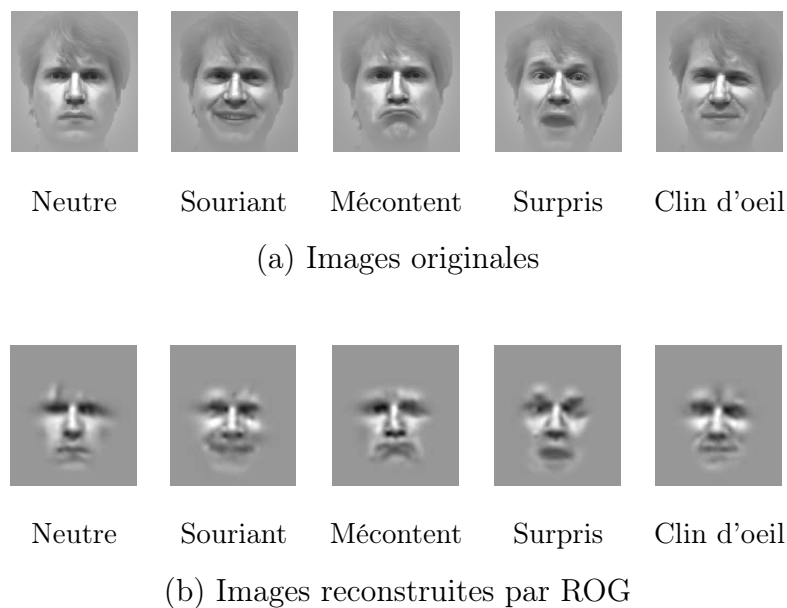 Neutre Souriant Mécontent Surpris Clin d'oeil
(a) Images originales
Neutre Souriant Mécontent Surpris Clin d'oeil
(b) Images reconstruites par ROG